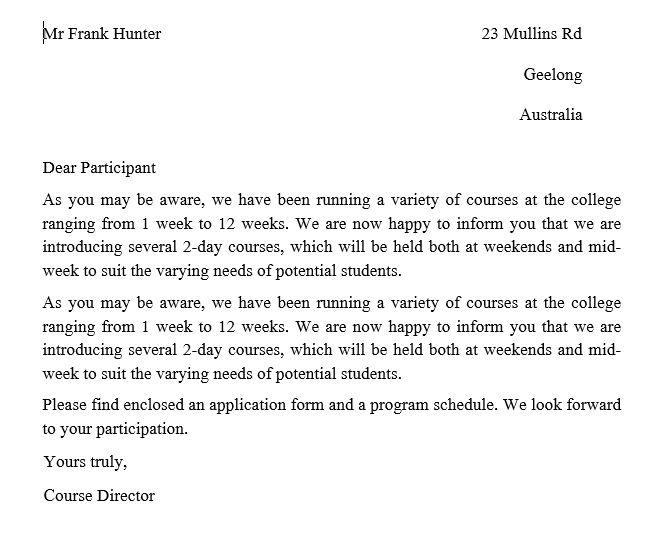 Mr Frank Hunter 23 Mullins Rd
Geelong
Australia
Dear Participant
As you may be aware, we have been running a variety of courses at the college
ranging from 1 week to 12 weeks. We are now happy to inform you that we are
introducing several 2-day courses, which will be held both at weekends and mid-
week to suit the varying needs of potential students.
As you may be aware, we have been running a variety of courses at the college
ranging from 1 week to 12 weeks. We are now happy to inform you that we are
introducing several 2-day courses, which will be held both at weekends and mid-
week to suit the varying needs of potential students.
Please find enclosed an application form and a program schedule. We look forward
to your participation.
Yours truly,
Course Director